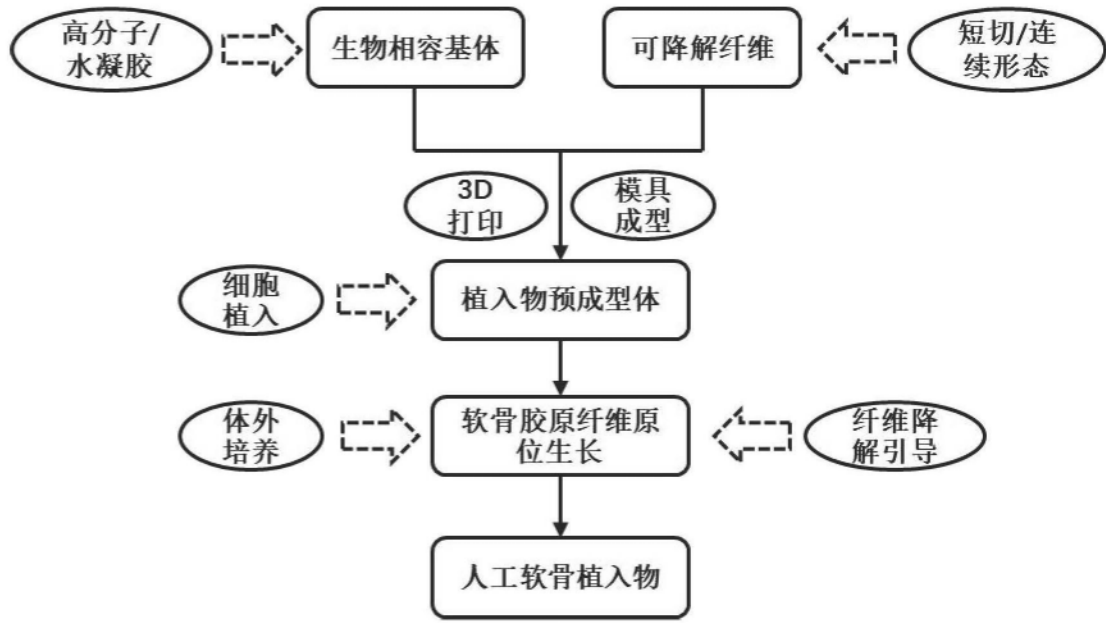 高分子/
水凝胶
生物相容基体
可降解纤维
短切/连
续形态
3D
打印
模具
成型
细胞
植入
植入物预成型体
体外
培养
软骨胶原纤维原
位生长
纤维降
解引导
人工软骨植入物